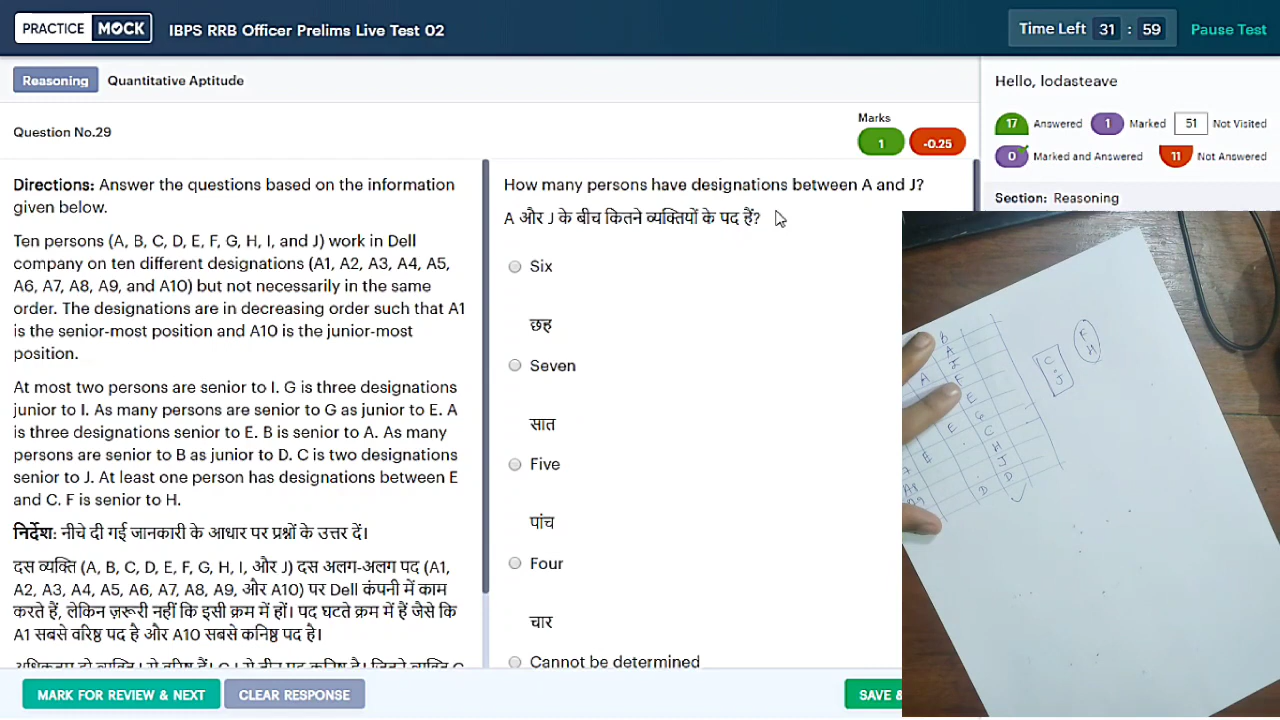 PRACTICE MOCK IBPS RRB Officer Prelims Live Test 02 Time Left 31 : 59 Pause Test
Reasoning Quantitative Aptitude
Hello, lodasteave
Question No.29
Marks
1 -0.25
17 Answered 1 Marked 51 Not Visited
0 Marked and Answered 11 Not Answered
Section: Reasoning
Directions: Answer the questions based on the information
given below.
Ten persons (A, B, C, D, E, F, G, H, I, and J) work in Dell
company on ten different designations (A1, A2, A3, A4, A5,
A6, A7, A8, A9, and A10) but not necessarily in the same
order. The designations are in decreasing order such that A1
is the senior-most position and A10 is the junior-most
position.
At most two persons are senior to I. G is three designations
junior to I. As many persons are senior to G as junior to E. A
is three designations senior to E. B is senior to A. As many
persons are senior to B as junior to D. C is two designations
senior to J. At least one person has designations between E
and C. F is senior to H.
निर्देश: नीचे दी गई जानकारी के आधार पर प्रश्नों के उत्तर दें।
दस व्यक्ति (A, B, C, D, E, F, G, H, I, और J) दस अलग-अलग पद (A1,
A2, A3, A4, A5, A6, A7, A8, A9, और A10) पर Dell कंपनी में काम
करते हैं, लेकिन ज़रूरी नहीं कि इसी क्रम में हों। पद घटते क्रम में हैं जैसे कि
A1 सबसे वरिष्ठ पद है और A10 सबसे कनिष्ठ पद है।
How many persons have designations between A and J?
A और J के बीच कितने व्यक्तियों के पद हैं?
Six
छह
Seven
सात
Five
पांच
Four
चार
Cannot be determined
MARK FOR REVIEW & NEXT CLEAR RESPONSE SAVE &
B
A
I
A F
E
E G
C
E H
J
D D
C
J
F
H